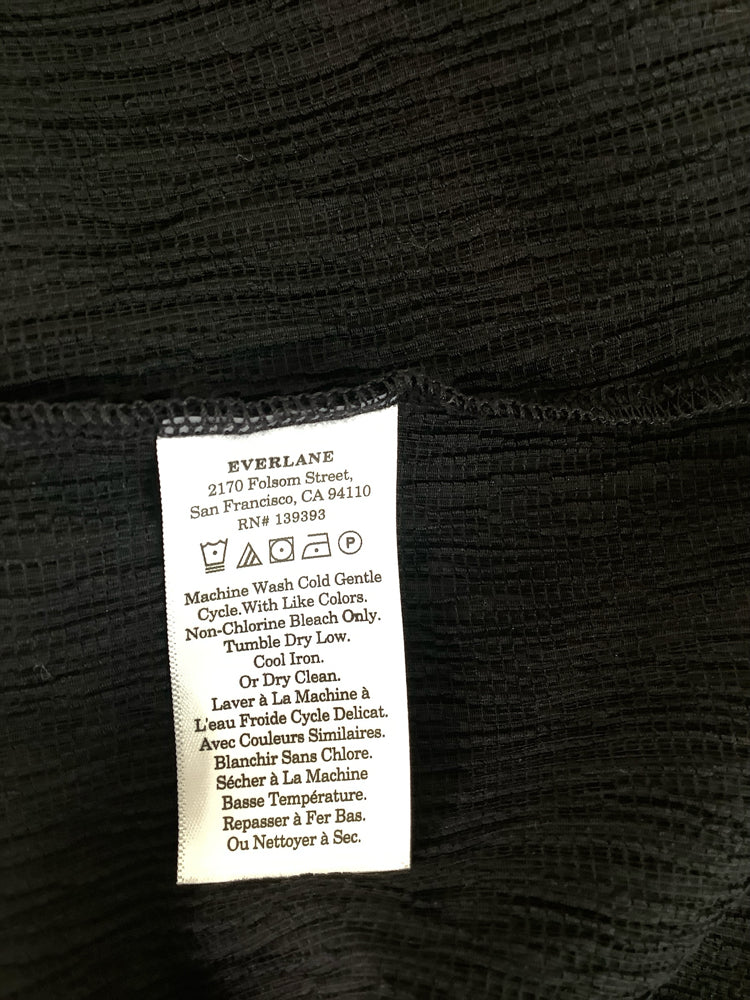 EVERLANE
2170 Folsom Street,
San Francisco, CA 94110
RN# 139393
P
Machine Wash Cold Gentle
Cycle.With Like Colors.
Non-Chlorine Bleach Only.
Tumble Dry Low.
Cool Iron.
Or Dry Clean.
Laver à La Machine à
L'eau Froide Cycle Delicat.
Avec Couleurs Similaires.
Blanchir Sans Chlore.
Sécher à La Machine
Basse Température.
Repasser à Fer Bas.
Ou Nettoyer à Sec.